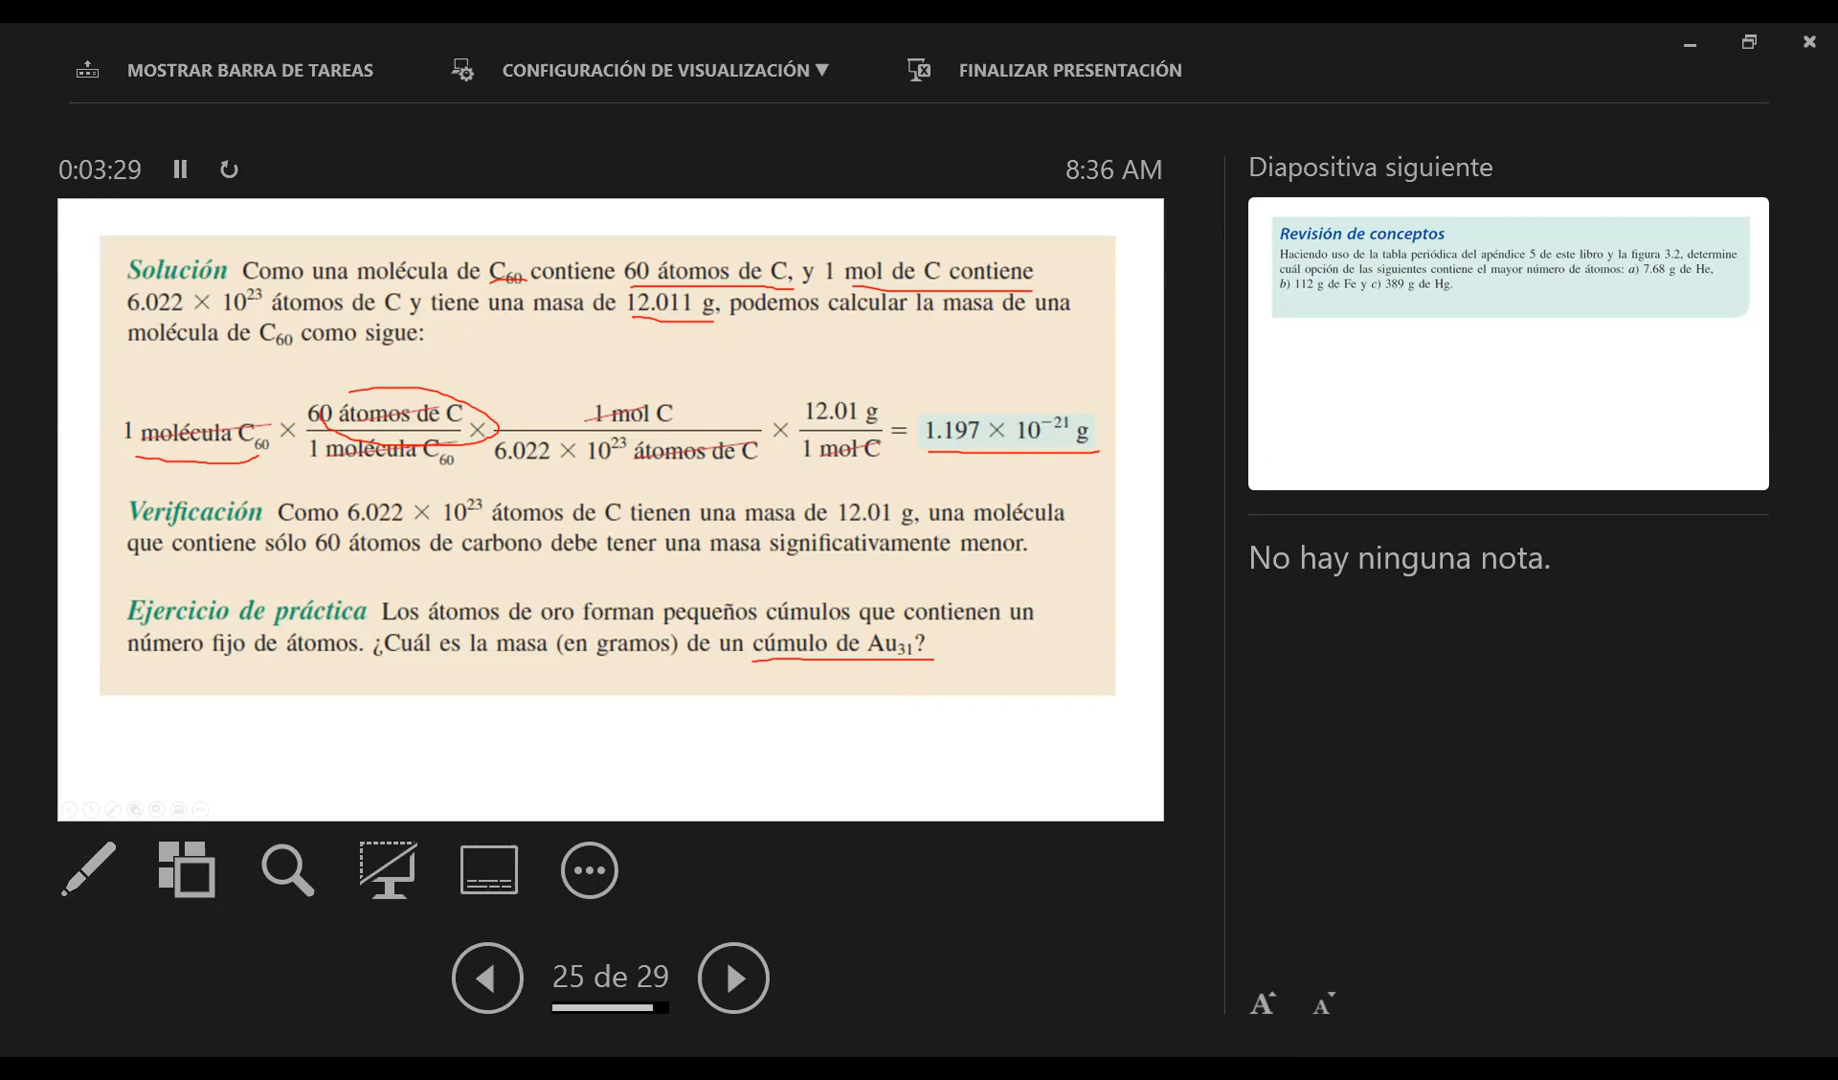 MOSTRAR BARRA DE TAREAS
CONFIGURACIÓN DE VISUALIZACIÓN ▼
FINALIZAR PRESENTACIÓN
0:03:29
8:36 AM
Solución Como una molécula de C₆₀ contiene 60 átomos de C, y 1 mol de C contiene
6.022 × 10²³ átomos de C y tiene una masa de 12.011 g, podemos calcular la masa de una
molécula de C₆₀ como sigue:
1 molécula C₆₀ × 60 átomos de C / 1 molécula C₆₀ × 1 mol C / 6.022 × 10²³ átomos de C × 12.01 g / 1 mol C = 1.197 × 10⁻²¹ g
Verificación Como 6.022 × 10²³ átomos de C tienen una masa de 12.01 g, una molécula
que contiene sólo 60 átomos de carbono debe tener una masa significativamente menor.
Ejercicio de práctica Los átomos de oro forman pequeños cúmulos que contienen un
número fijo de átomos. ¿Cuál es la masa (en gramos) de un cúmulo de Au₃₁?
25 de 29
Diapositiva siguiente
Revisión de conceptos
Haciendo uso de la tabla periódica del apéndice 5 de este libro y la figura 3.2, determine
cuál opción de las siguientes contiene el mayor número de átomos: a) 7.68 g de He,
b) 112 g de Fe y c) 389 g de Hg.
No hay ninguna nota.
A A